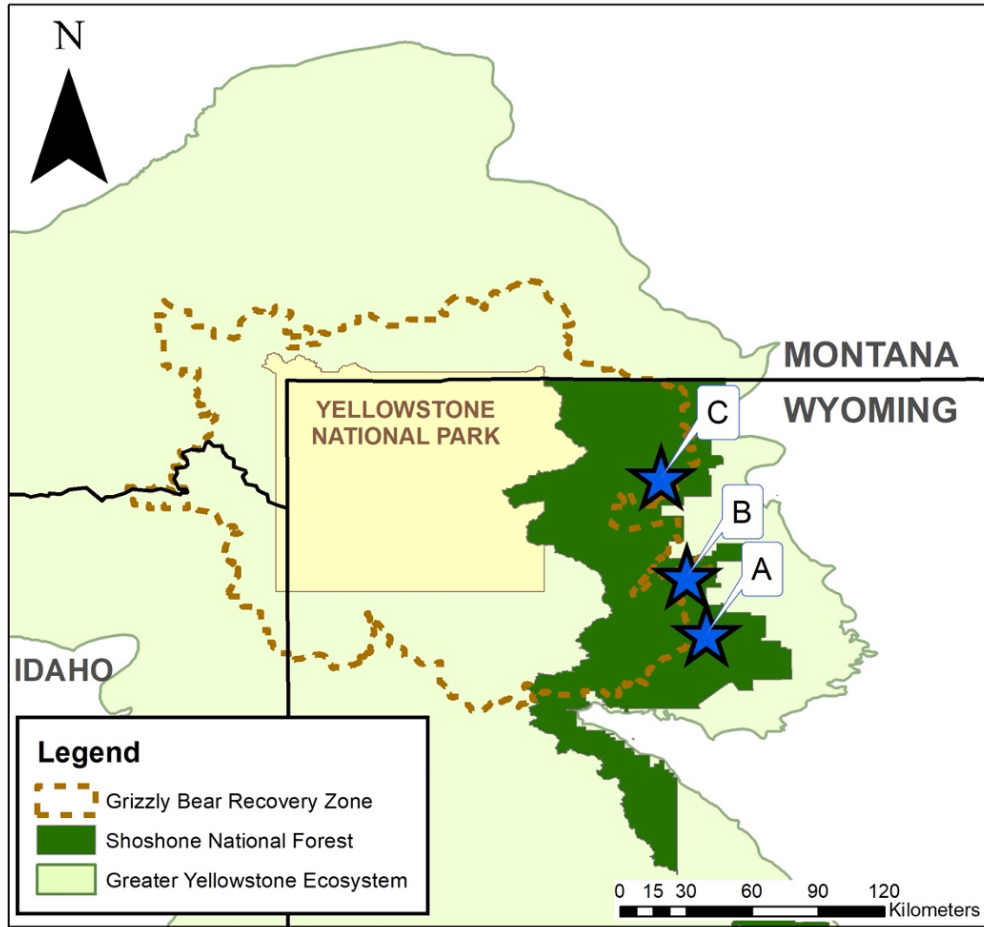 N
MONTANA
WYOMING
YELLOWSTONE
NATIONAL PARK
C
B
A
IDAHO
Legend
Grizzly Bear Recovery Zone
Shoshone National Forest
Greater Yellowstone Ecosystem
0 15 30 60 90 120
Kilometers